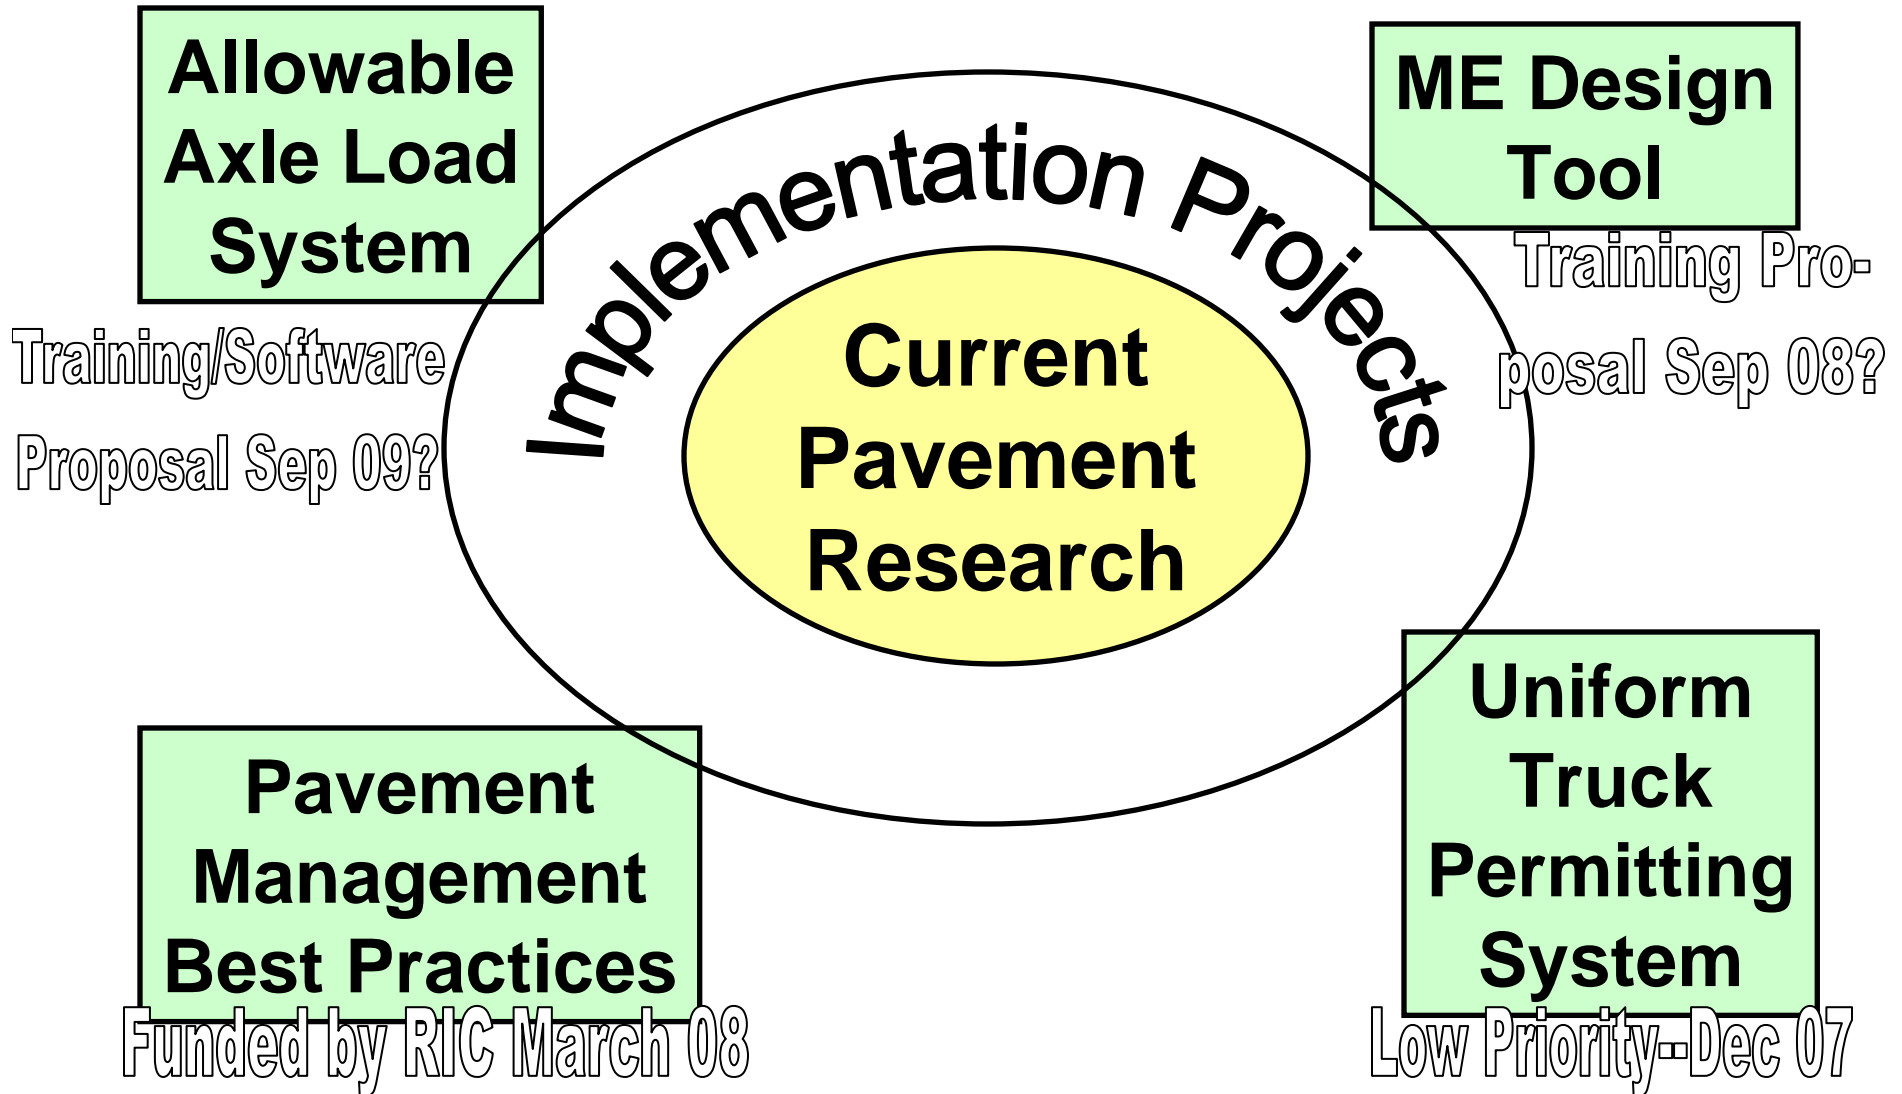 Allowable
Axle Load
System
Training/Software
Proposal Sep 09?
ME Design
Tool
Training Pro-
posal Sep 08?
Implementation Projects
Current
Pavement
Research
Pavement
Management
Best Practices
Funded by RIC March 08
Uniform
Truck
Permitting
System
Low Priority--Dec 07